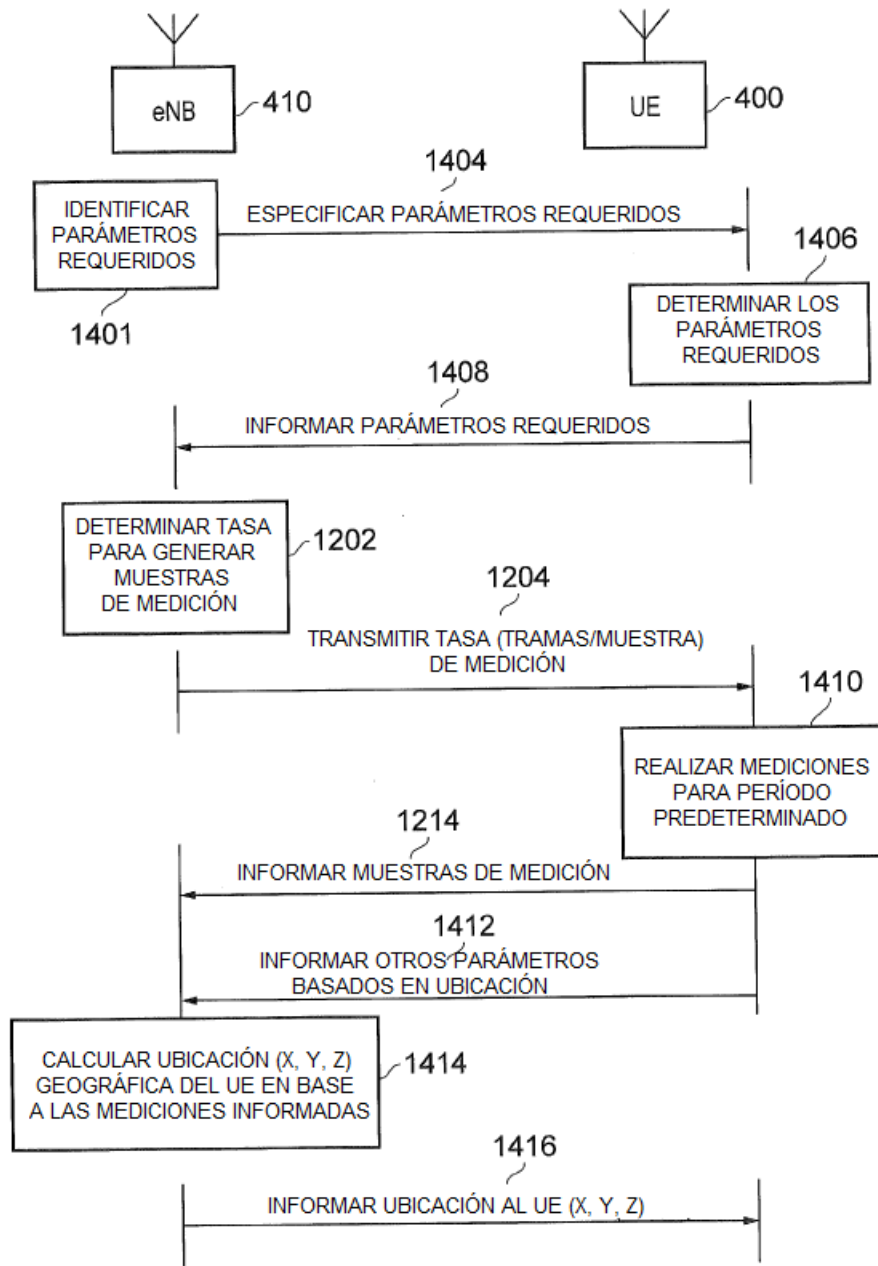 eNB
410
UE
400
1404
IDENTIFICAR
PARÁMETROS
REQUERIDOS
ESPECIFICAR PARÁMETROS REQUERIDOS
1401
1406
DETERMINAR LOS
PARÁMETROS
REQUERIDOS
1408
INFORMAR PARÁMETROS REQUERIDOS
DETERMINAR TASA
PARA GENERAR
MUESTRAS
DE MEDICIÓN
1202
1204
TRANSMITIR TASA (TRAMAS/MUESTRA)
DE MEDICIÓN
1410
REALIZAR MEDICIONES
PARA PERÍODO
PREDETERMINADO
1214
INFORMAR MUESTRAS DE MEDICIÓN
1412
INFORMAR OTROS PARÁMETROS
BASADOS EN UBICACIÓN
CALCULAR UBICACIÓN (X, Y, Z)
GEOGRÁFICA DEL UE EN BASE
A LAS MEDICIONES INFORMADAS
1414
1416
INFORMAR UBICACIÓN AL UE (X, Y, Z)